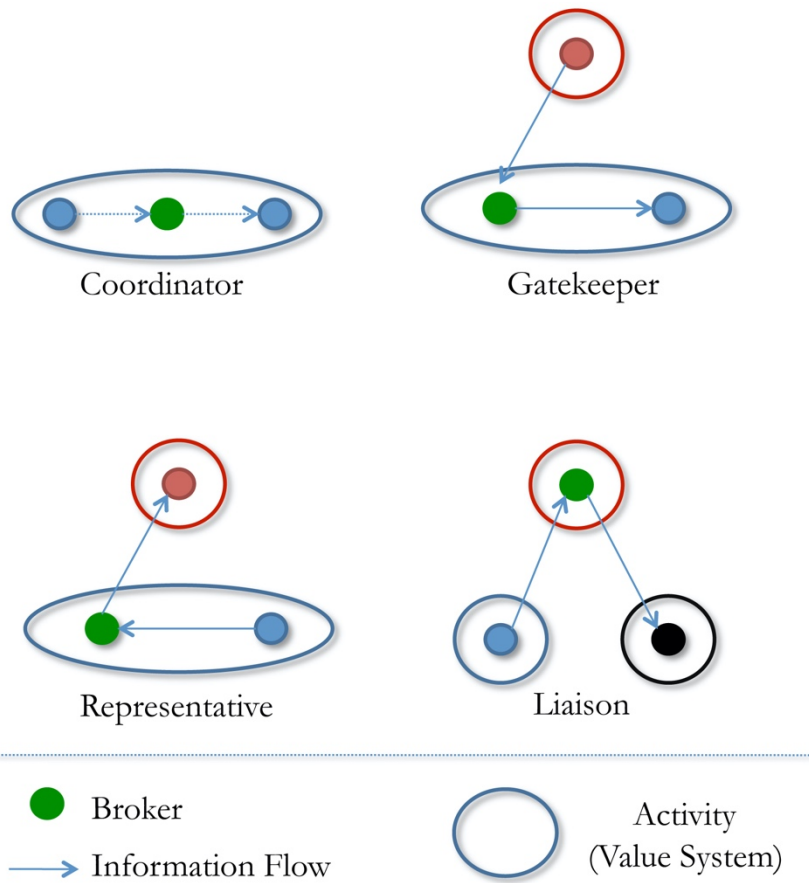 Coordinator
Gatekeeper
Representative
Liaison
Broker
Information Flow
Activity
(Value System)